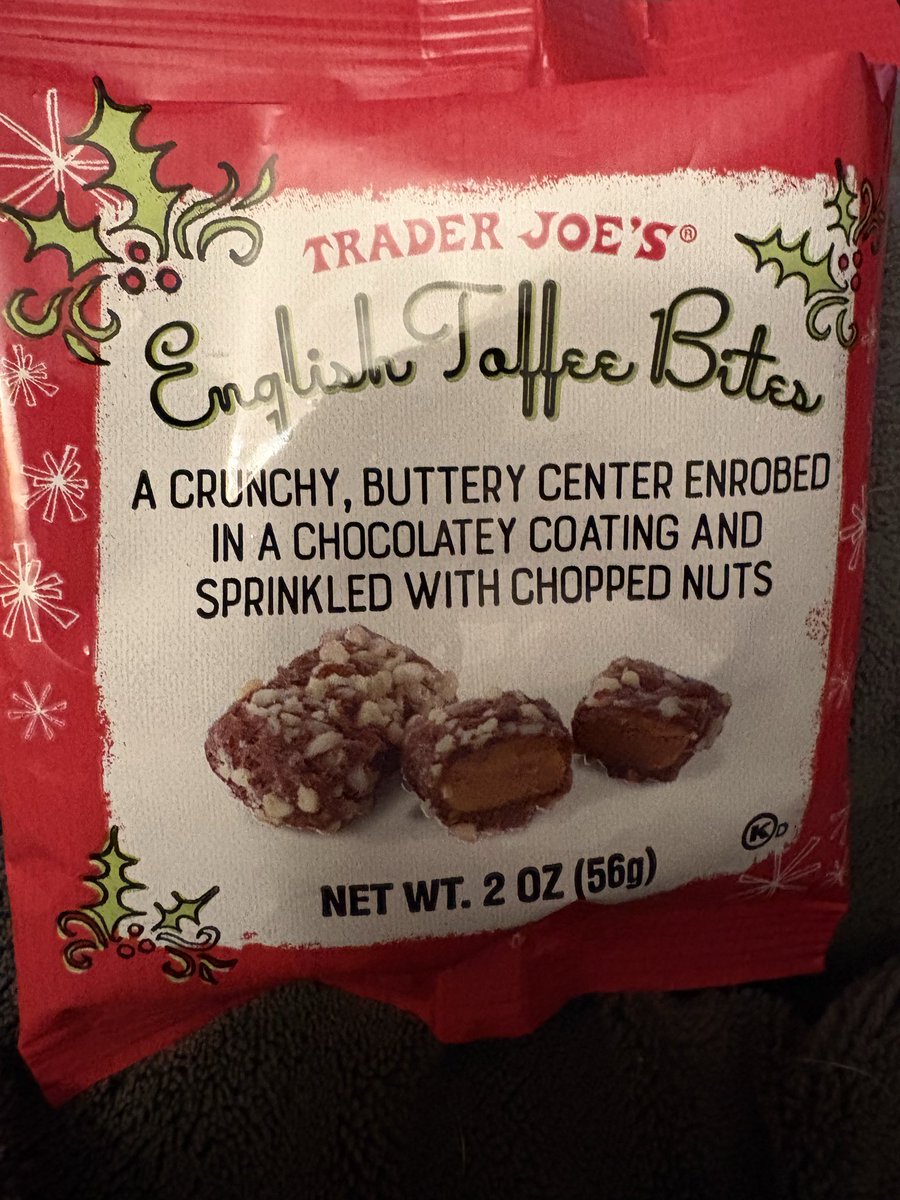 TRADER JOE'S®
English Toffee Bites
A CRUNCHY, BUTTERY CENTER ENROBED
IN A CHOCOLATEY COATING AND
SPRINKLED WITH CHOPPED NUTS
K D
NET WT. 2 OZ (56g)